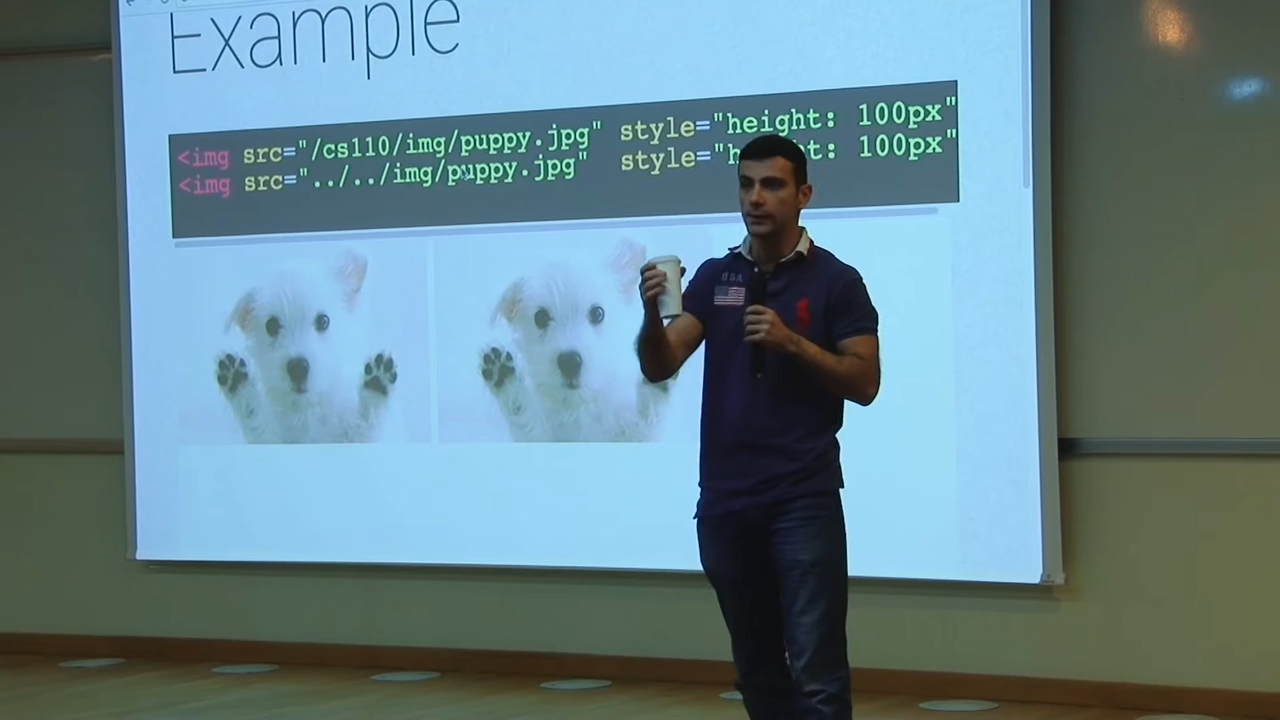 Example
<img src="/cs110/img/puppy.jpg" style="height: 100px"
<img src="../../img/puppy.jpg" style="h t: 100px"
USA